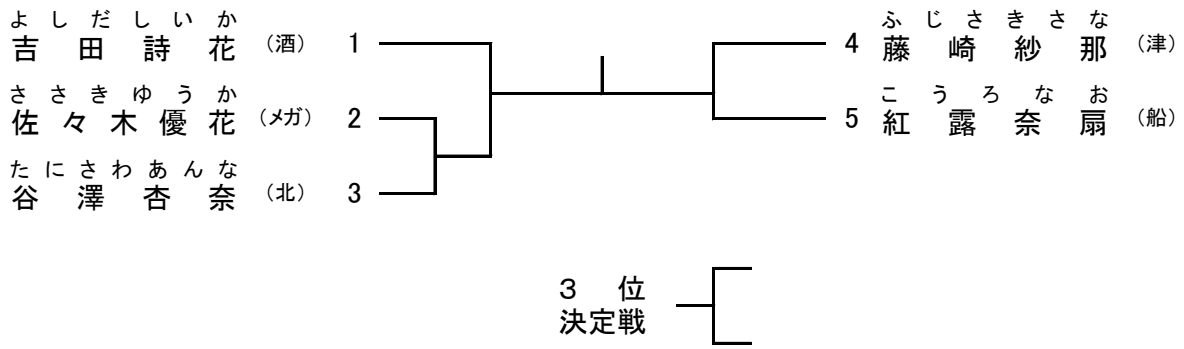 よしだしいか
吉田詩花 (酒) 1
ささきゆうか
佐々木優花 (メガ) 2
たにさわあんな
谷澤杏奈 (北) 3
ふじさきさな
4 藤崎紗那 (津)
こうろなお
5 紅露奈扇 (船)
3位
決定戦